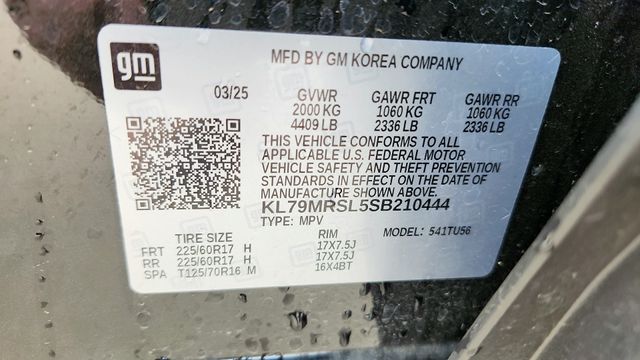 gm
MFD BY GM KOREA COMPANY
03/25 GVWR GAWR FRT GAWR RR
2000 KG 1060 KG 1060 KG
4409 LB 2336 LB 2336 LB
THIS VEHICLE CONFORMS TO ALL
APPLICABLE U.S. FEDERAL MOTOR
VEHICLE SAFETY AND THEFT PREVENTION
STANDARDS IN EFFECT ON THE DATE OF
MANUFACTURE SHOWN ABOVE.
KL79MRSL5SB210444
TYPE: MPV MODEL: 541TU56
TIRE SIZE RIM
FRT 225/60R17 H 17X7.5J
RR 225/60R17 H 17X7.5J
SPA T125/70R16 M 16X4BT